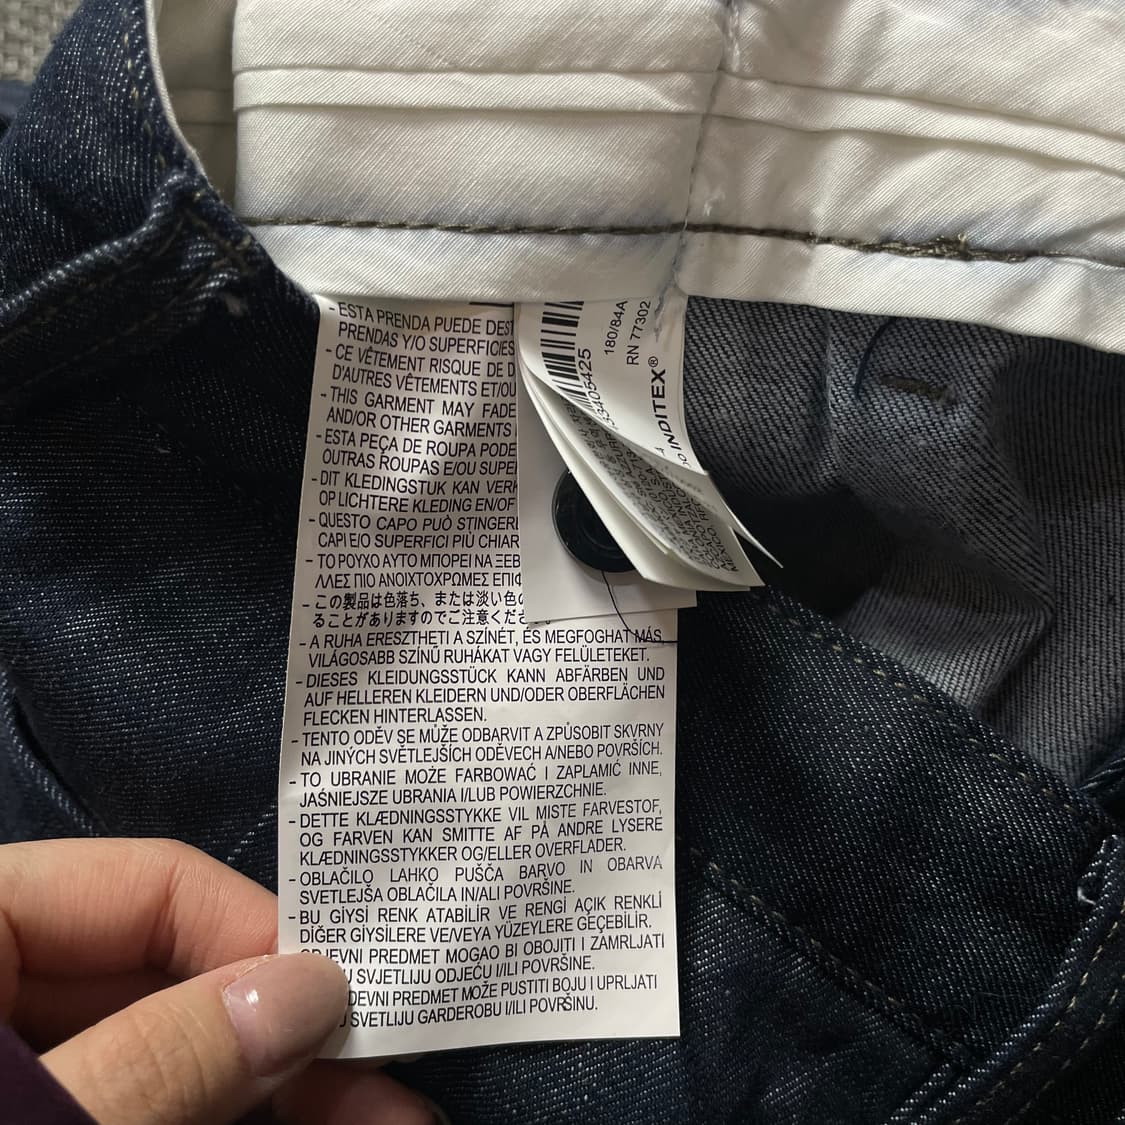 - ESTA PRENDA PUEDE
PRENDAS Y/O SUPERFICIES
- CE VÊTEMENT RISQUE DE
D'AUTRES VÊTEMENTS ET/OU
- THIS GARMENT MAY FADE
AND/OR OTHER GARMENTS
- ESTA PEÇA DE ROUPA PODE
OUTRAS ROUPAS E/OU
- DIT KLEDINGSTUK KAN
OP LICHTERE KLEDING EN/OF
- QUESTO CAPO PUÒ
CAPI E/O SUPERFICI PIÙ
- ΤΟ ΡΟΥΧΟ ΑΥΤΟ ΜΠΟΡΕΙ ΝΑ
ΛΛΕΣ ΠΙΟ ΑΝΟΙΧΤΟΧΡΩΜΕΣ
- この製品は色落ち、または淡い色
ることがありますのでご注意くだ
- A RUHA ERESZTHETI A SZÍNÉT, ÉS MEGFOGHAT MÁS,
VILÁGOSABB SZÍNŰ RUHÁKAT VAGY FELÜLETEKET.
- DIESES KLEIDUNGSSTÜCK KANN ABFÄRBEN UND
AUF HELLEREN KLEIDERN UND/ODER OBERFLÄCHEN
FLECKEN HINTERLASSEN.
- TENTO ODĚV SE MŮŽE ODBARVIT A ZPŮSOBIT SKVRNY
NA JINÝCH SVĚTLEJŠÍCH ODĚVECH A/NEBO POVRŠÍCH.
- TO UBRANIE MOŻE FARBOWAĆ I ZAPLAMIĆ INNE,
JAŚNIEJSZE UBRANIA I/LUB POWIERZCHNIE.
- DETTE KLÆDNINGSSTYKKE VIL MISTE FARVESTOF,
OG FARVEN KAN SMITTE AF PÅ ANDRE LYSERE
KLÆDNINGSSTYKKER OG/ELLER OVERFLADER.
- OBLAČILO LAHKO PUŠČA BARVO IN OBARVA
SVETLEJŠA OBLAČILA IN/ALI POVRŠINE.
- BU GİYSİ RENK ATABİLİR VE RENGİ AÇIK RENKLİ
DİĞER GİYSİLERE VE/VEYA YÜZEYLERE GEÇEBİLİR.
PREDMET MOGAO BI OBOJITI I ZAMRLJATI
SVJETLIJU ODJEĆU I/ILI POVRŠINE.
PREDMET MOŽE PUSTITI BOJU I UPRLJATI
SVETLIJU GARDEROBU I/ILI POVRŠINU.
180/84A
RN 77302
INDITEX®